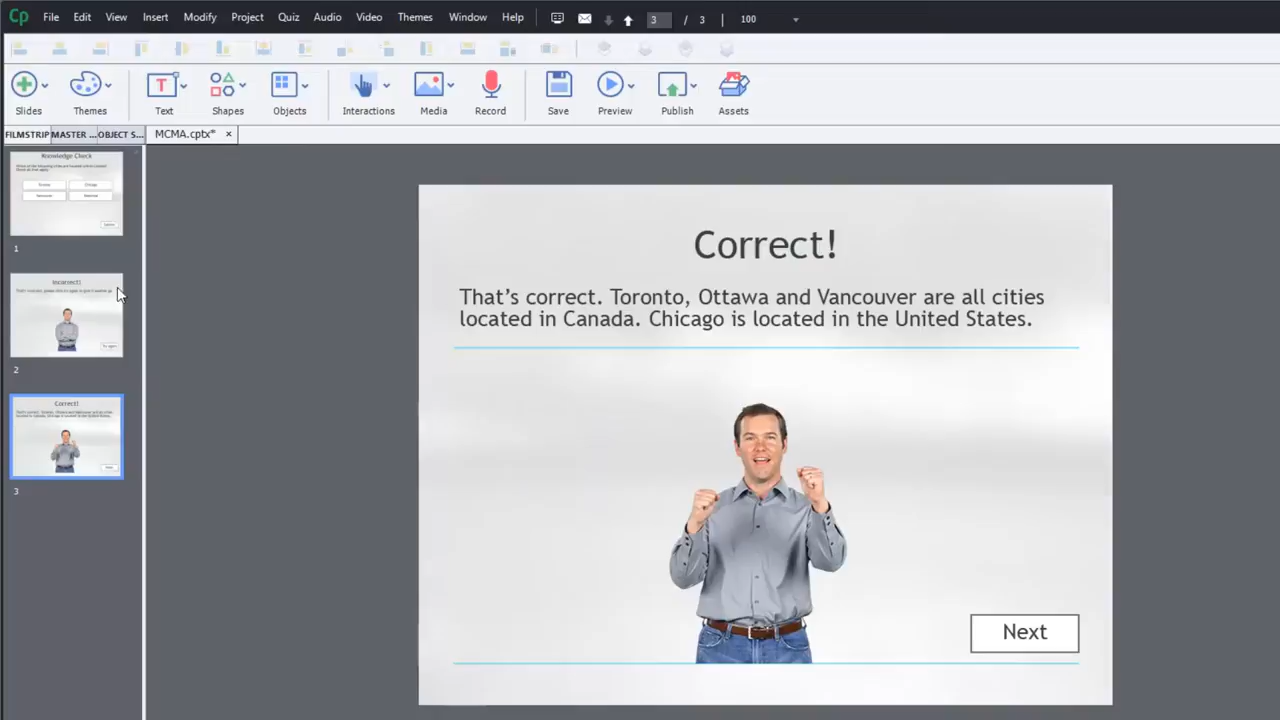 Cp File Edit View Insert Modify Project Quiz Audio Video Themes Window Help 3 / 3 100
Slides Themes Text Shapes Objects Interactions Media Record Save Preview Publish Assets
FILMSTRIP MASTER ... OBJECT S... MCMA.cptx* ×
Knowledge Check
1
Incorrect!
Try again
2
Correct!
Next
3
Correct!
That's correct. Toronto, Ottawa and Vancouver are all cities
located in Canada. Chicago is located in the United States.
Next